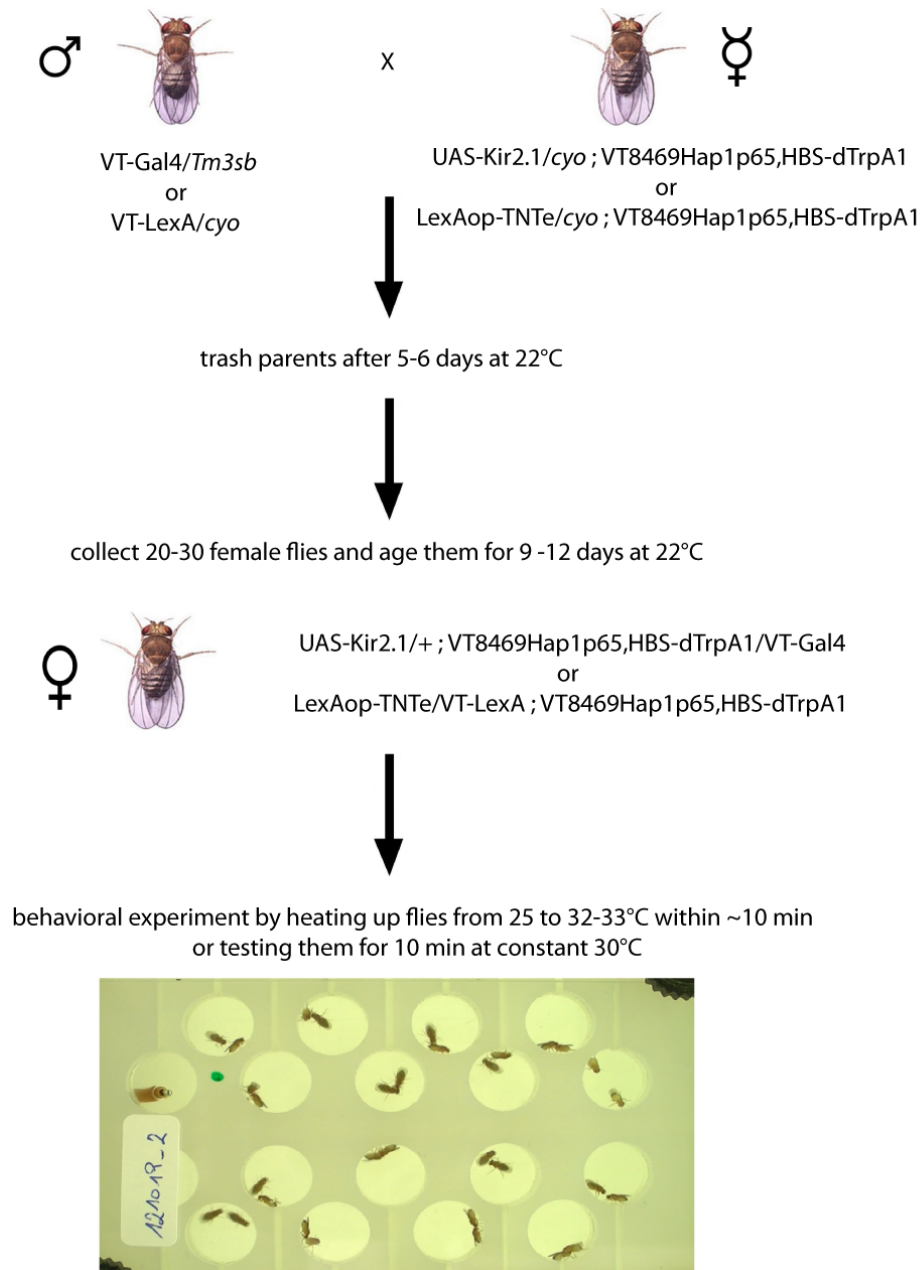 ♂ x ☿
VT-Gal4/Tm3sb
or
VT-LexA/cyo
UAS-Kir2.1/cyo ; VT8469Hap1p65,HBS-dTrpA1
or
LexAop-TNTe/cyo ; VT8469Hap1p65,HBS-dTrpA1
trash parents after 5-6 days at 22°C
collect 20-30 female flies and age them for 9 -12 days at 22°C
♀
UAS-Kir2.1/+ ; VT8469Hap1p65,HBS-dTrpA1/VT-Gal4
or
LexAop-TNTe/VT-LexA ; VT8469Hap1p65,HBS-dTrpA1
behavioral experiment by heating up flies from 25 to 32-33°C within ~10 min
or testing them for 10 min at constant 30°C
121019_2